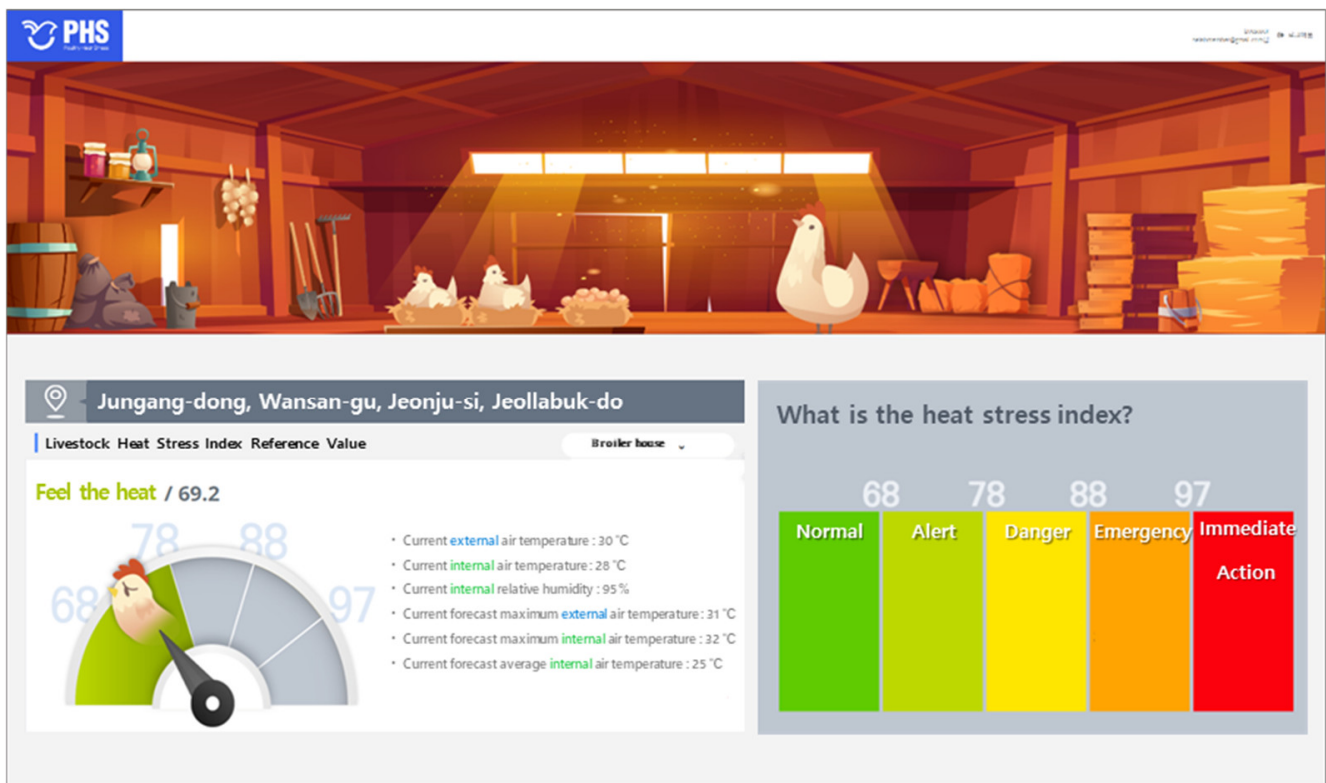 PHS
Poultry Heat Stress
Jungang-dong, Wansan-gu, Jeonju-si, Jeollabuk-do
Livestock Heat Stress Index Reference Value
Broiler house
Feel the heat / 69.2
68
78
88
97
• Current external air temperature : 30 ℃
• Current internal air temperature : 28 ℃
• Current internal relative humidity : 95 %
• Current forecast maximum external air temperature : 31 ℃
• Current forecast maximum internal air temperature : 32 ℃
• Current forecast average internal air temperature : 25 ℃
What is the heat stress index?
68 78 88 97
Normal Alert Danger Emergency Immediate
Action